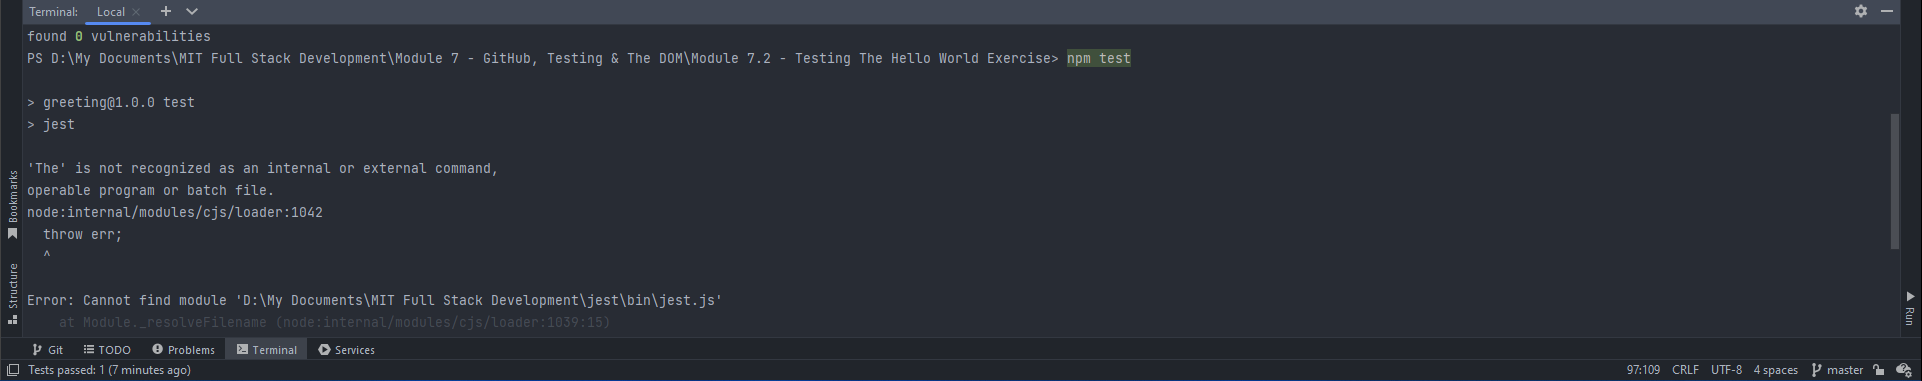 Terminal: Local × + 
found 0 vulnerabilities
PS D:\My Documents\MIT Full Stack Development\Module 7 - GitHub, Testing & The DOM\Module 7.2 - Testing The Hello World Exercise> npm test
> greeting@1.0.0 test
> jest
'The' is not recognized as an internal or external command,
operable program or batch file.
node:internal/modules/cjs/loader:1042
throw err;
^
Error: Cannot find module 'D:\My Documents\MIT Full Stack Development\jest\bin\jest.js'
at Module._resolveFilename (node:internal/modules/cjs/loader:1039:15)
Bookmarks
Structure
Run
Git TODO Problems Terminal Services
Tests passed: 1 (7 minutes ago) 97:109 CRLF UTF-8 4 spaces master